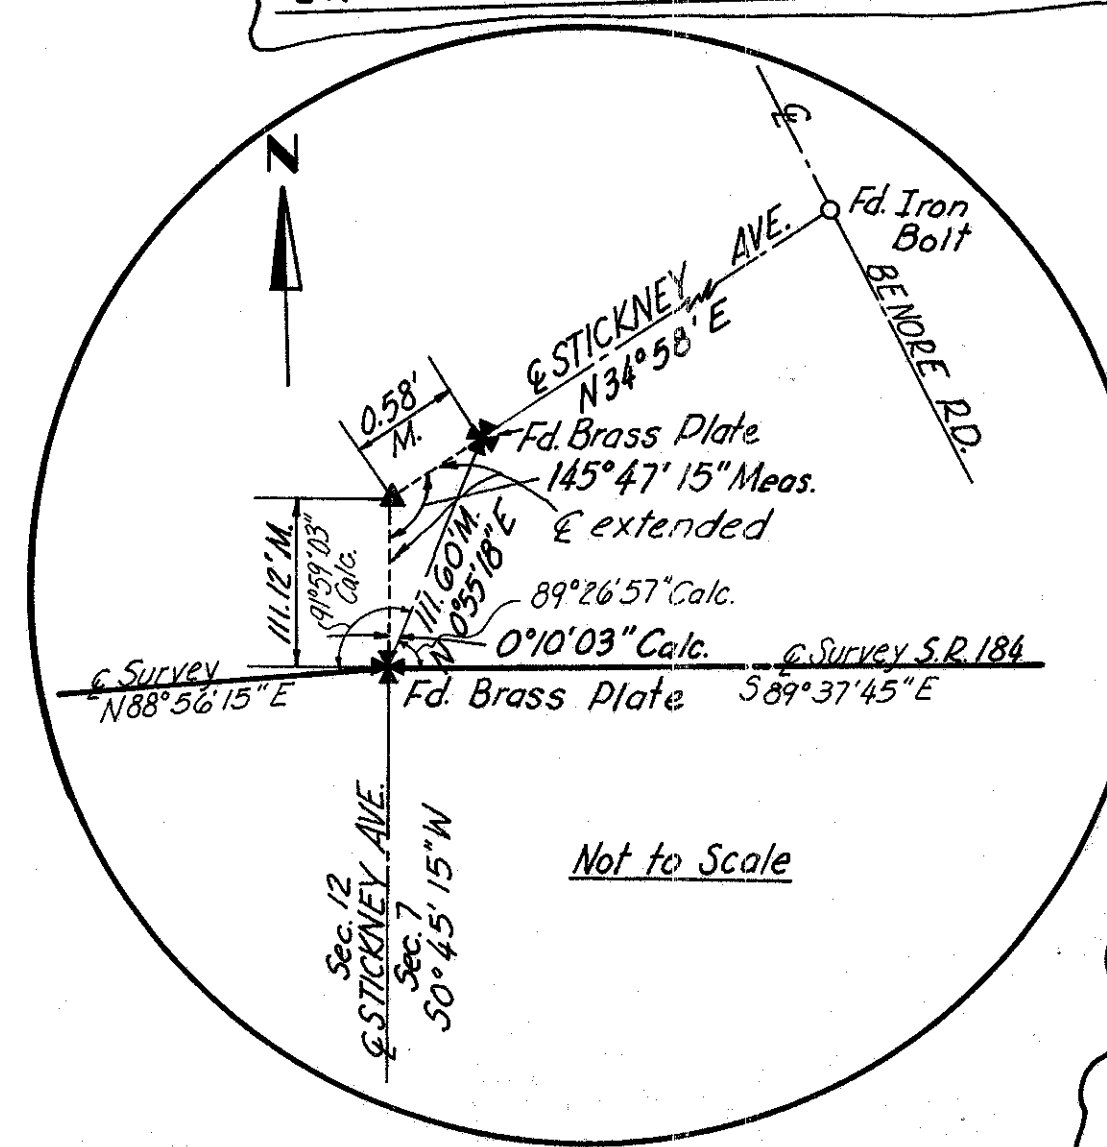 N
℄
Fd. Iron
Bolt
BENORE RD.
℄ STICKNEY AVE.
N34°58'E
0.58'
M.
Fd. Brass Plate
145°47'15"Meas.
℄ extended
111.12'M.
91°59'03"
Calc.
111.60'M.
N 0°55'18"E
89°26'57"Calc.
0°10'03"Calc.
℄ Survey
N88°56'15"E
℄ Survey S.R. 184
S89°37'45"E
Fd. Brass Plate
Sec. 12
℄ STICKNEY AVE.
Sec. 7
S0°45'15"W
Not to Scale